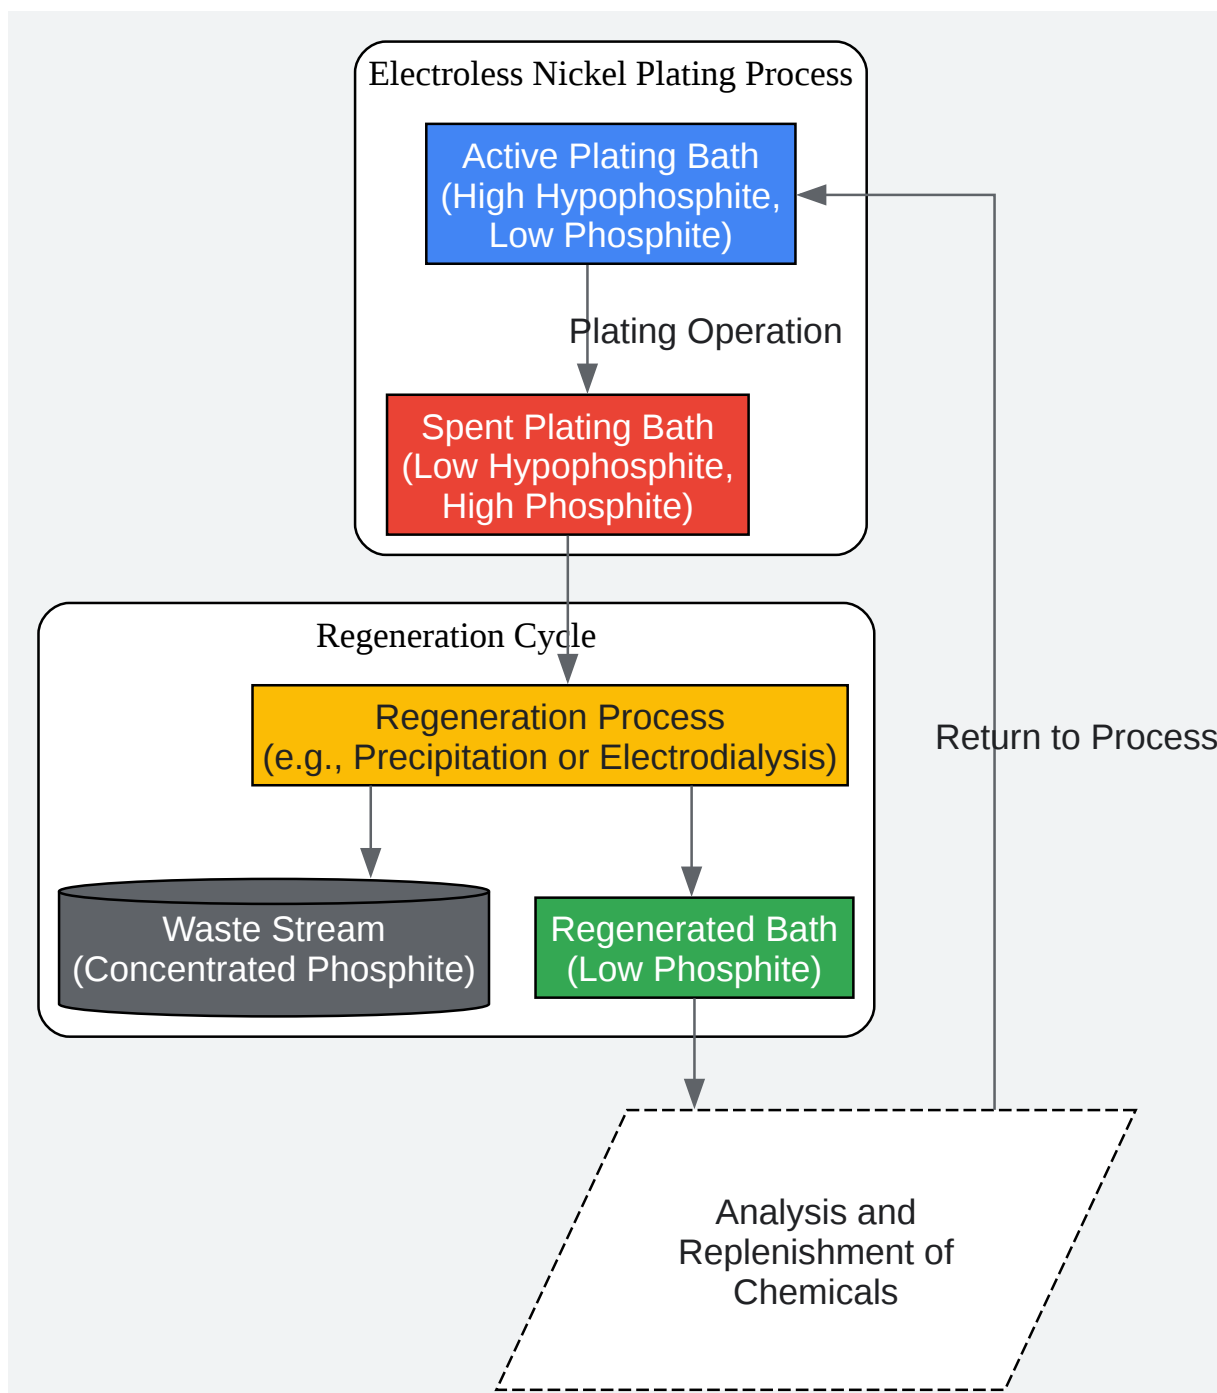 Electroless Nickel Plating Process
Active Plating Bath
(High Hypophosphite,
Low Phosphite)
Plating Operation
Spent Plating Bath
(Low Hypophosphite,
High Phosphite)
Regeneration Cycle
Regeneration Process
(e.g., Precipitation or Electrodialysis)
Return to Process
Waste Stream
(Concentrated Phosphite)
Regenerated Bath
(Low Phosphite)
Analysis and
Replenishment of
Chemicals